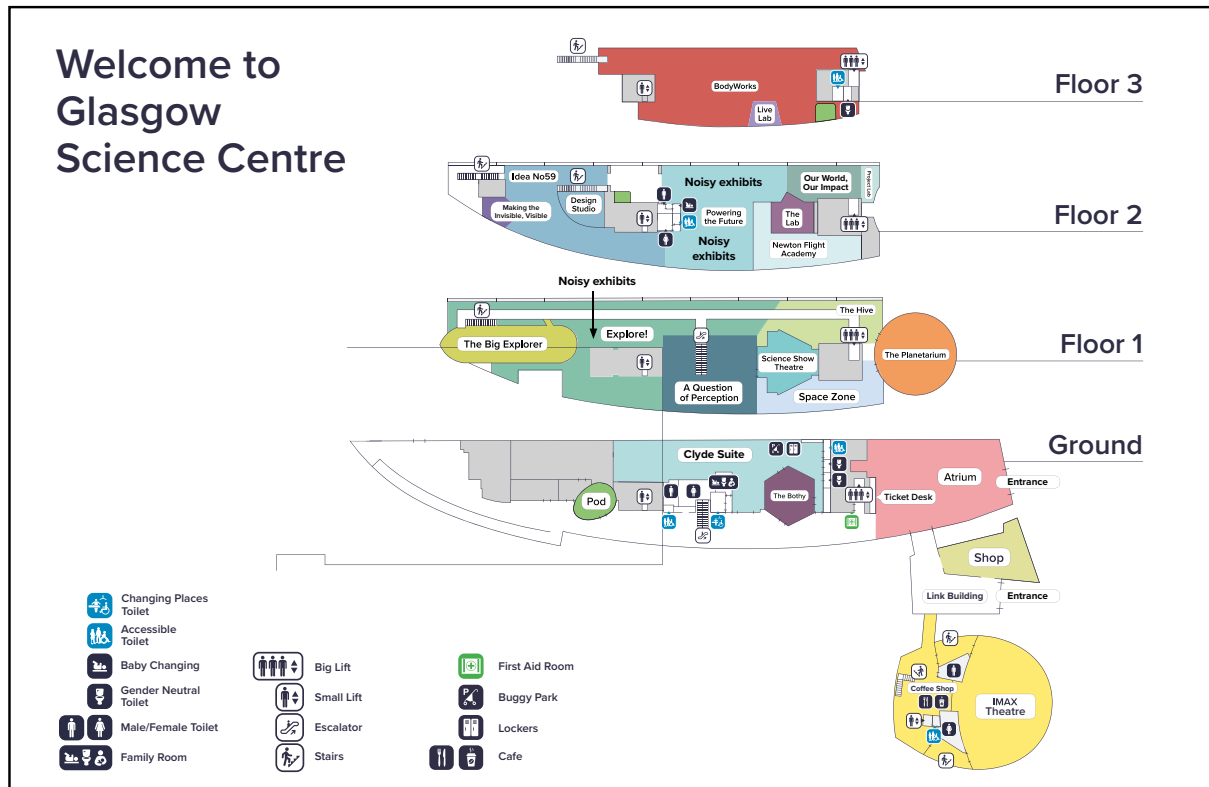 Welcome to
Glasgow
Science Centre
Floor 3
BodyWorks
Live
Lab
Floor 2
Idea No59
Noisy exhibits
Our World,
Our Impact
Project Lab
Making the
Invisible, Visible
Design
Studio
Powering
the Future
The
Lab
Noisy
exhibits
Newton Flight
Academy
Noisy exhibits
Floor 1
The Hive
Explore!
The Big Explorer
Science Show
Theatre
The Planetarium
A Question
of Perception
Space Zone
Ground
Clyde Suite
P
Atrium
Entrance
Pod
The Bothy
Ticket Desk
Shop
Link Building
Entrance
Coffee Shop
IMAX
Theatre
Changing Places
Toilet
Accessible
Toilet
Baby Changing
Gender Neutral
Toilet
Male/Female Toilet
Family Room
Big Lift
Small Lift
Escalator
Stairs
First Aid Room
P
Buggy Park
Lockers
Cafe